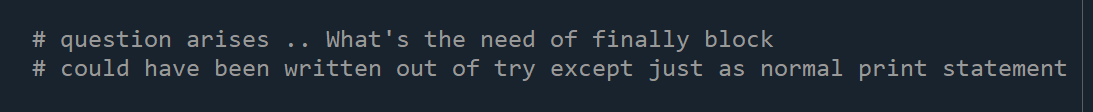 # question arises .. What's the need of finally block
# could have been written out of try except just as normal print statement